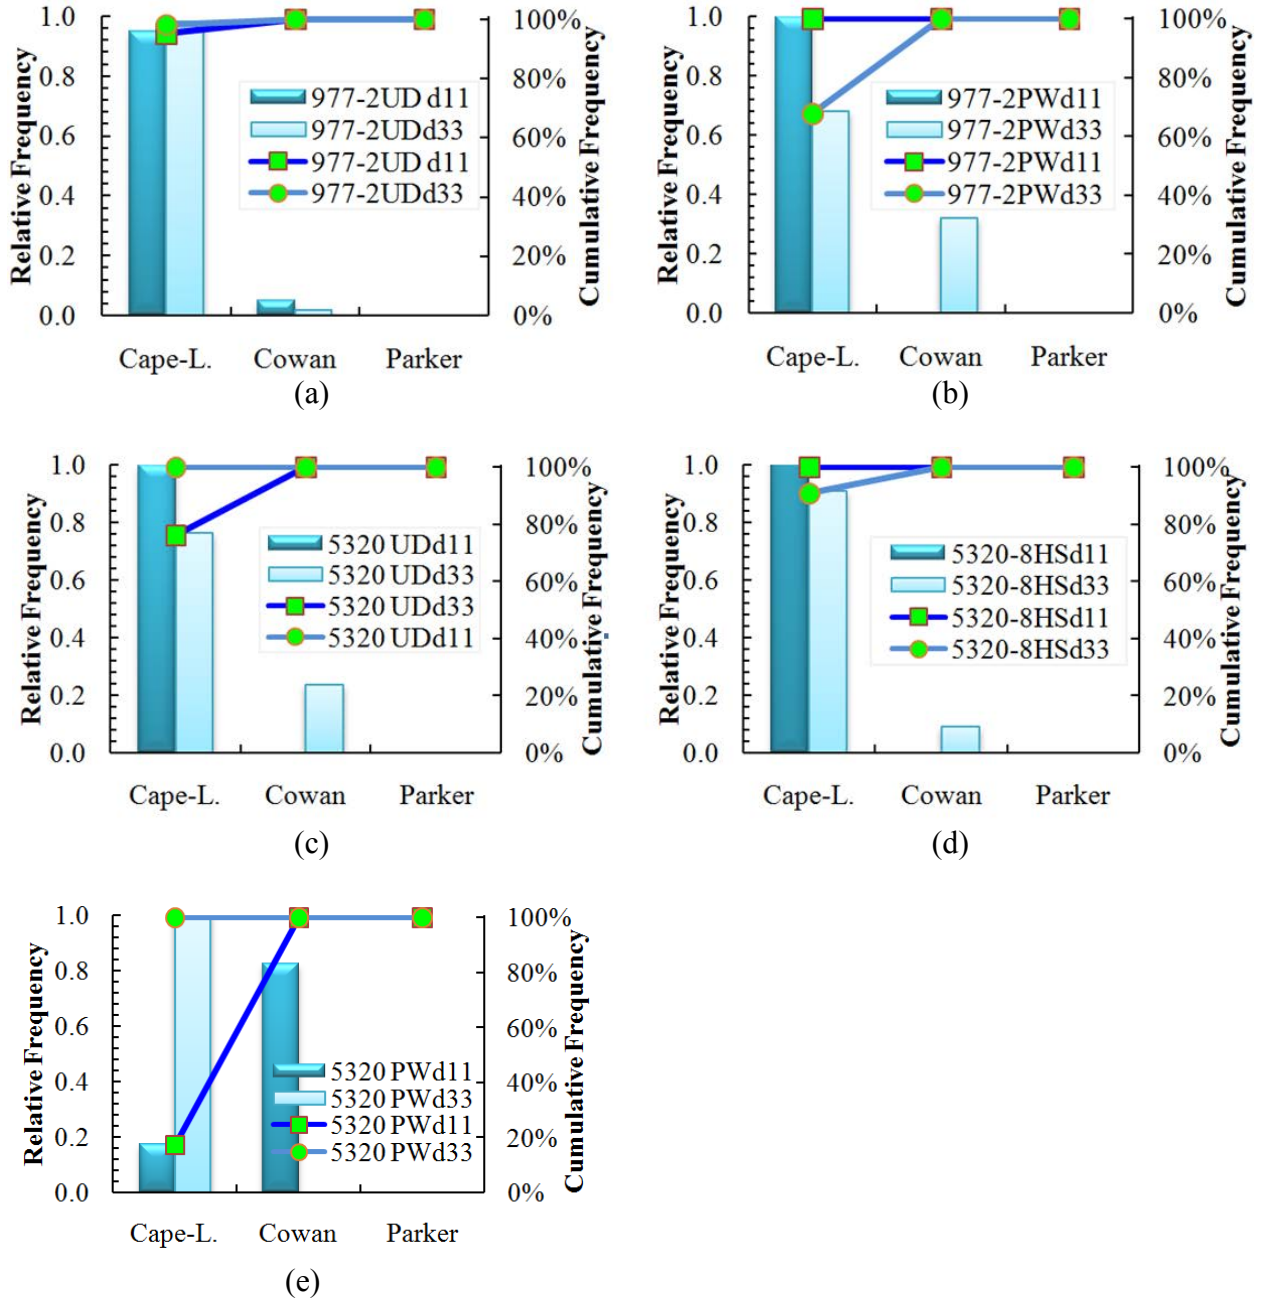 Relative Frequency
1.0
0.8
0.6
0.4
0.2
0.0
977-2UD d11
977-2UDd33
977-2UD d11
977-2UDd33
100%
80%
60%
40%
20%
0%
Cumulative Frequency
Cape-L. Cowan Parker
(a)
Relative Frequency
1.0
0.8
0.6
0.4
0.2
0.0
977-2PWd11
977-2PWd33
977-2PWd11
977-2PWd33
100%
80%
60%
40%
20%
0%
Cumulative Frequency
Cape-L. Cowan Parker
(b)
Relative Frequency
1.0
0.8
0.6
0.4
0.2
0.0
5320 UDd11
5320 UDd33
5320 UDd33
5320 UDd11
100%
80%
60%
40%
20%
0%
Cumulative Frequency
Cape-L. Cowan Parker
(c)
Relative Frequency
1.0
0.8
0.6
0.4
0.2
0.0
5320-8HSd11
5320-8HSd33
5320-8HSd11
5320-8HSd33
100%
80%
60%
40%
20%
0%
Cumulative Frequency
Cape-L. Cowan Parker
(d)
Relative Frequency
1.0
0.8
0.6
0.4
0.2
0.0
5320 PWd11
5320 PWd33
5320 PWd11
5320 PWd33
100%
80%
60%
40%
20%
0%
Cumulative Frequency
Cape-L. Cowan Parker
(e)